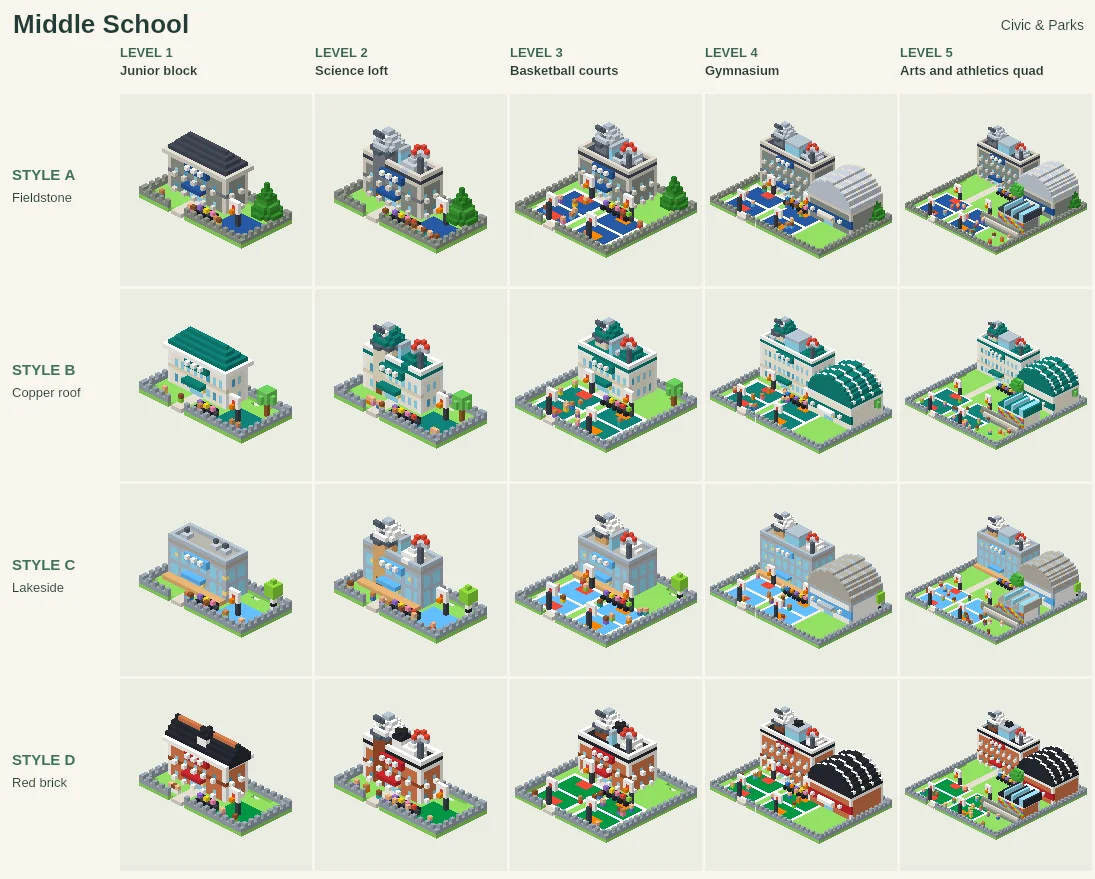 Middle School
Civic & Parks
LEVEL 1
Junior block
LEVEL 2
Science loft
LEVEL 3
Basketball courts
LEVEL 4
Gymnasium
LEVEL 5
Arts and athletics quad
STYLE A
Fieldstone
STYLE B
Copper roof
STYLE C
Lakeside
STYLE D
Red brick